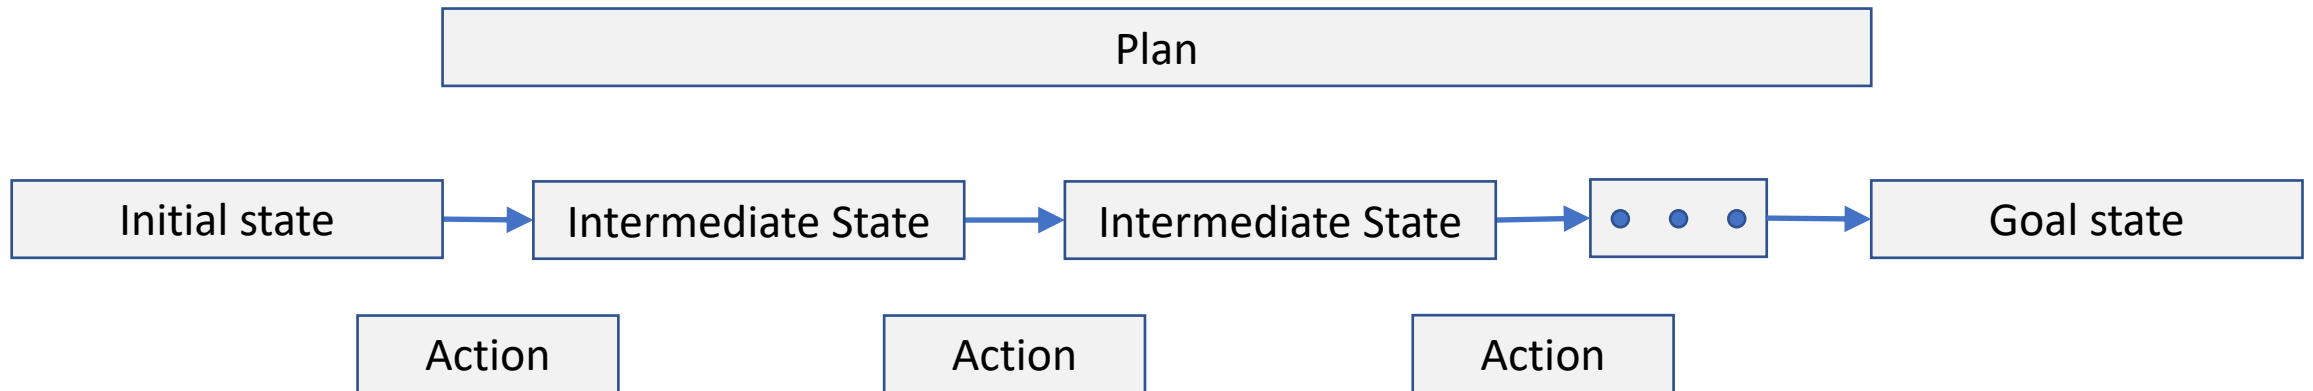 Plan
Initial state
Intermediate State
Intermediate State
Goal state
Action
Action
Action